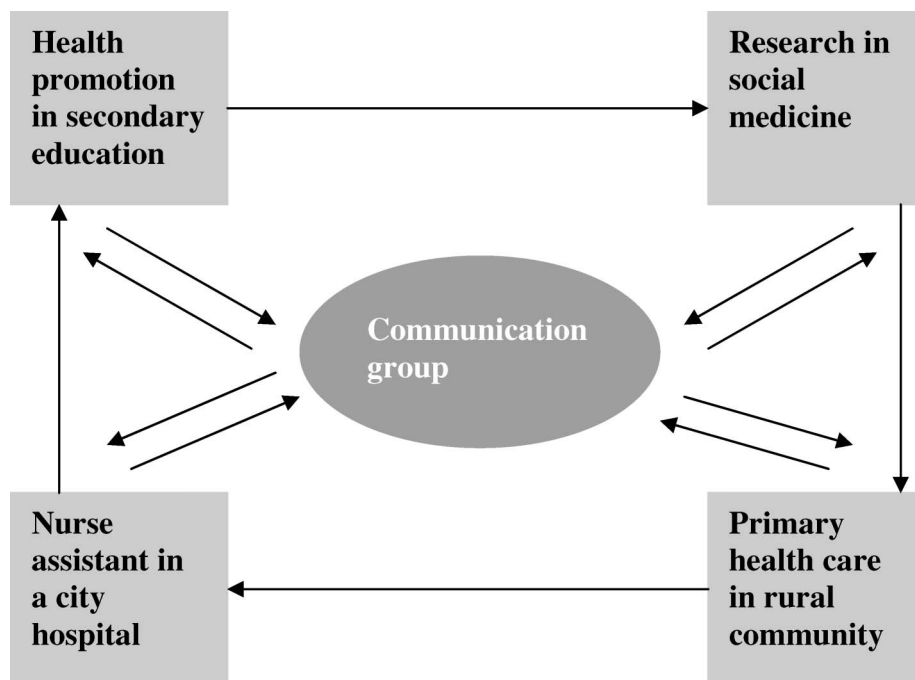 Health
promotion
in secondary
education
Research in
social
medicine
Communication
group
Nurse
assistant in
a city
hospital
Primary
health care
in rural
community